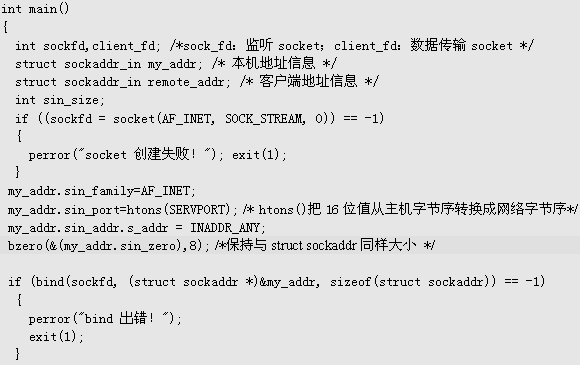 int main()
{
int sockfd,client_fd; /*sock_fd：监听 socket；client_fd：数据传输 socket */
struct sockaddr_in my_addr; /* 本机地址信息 */
struct sockaddr_in remote_addr; /* 客户端地址信息 */
int sin_size;
if ((sockfd = socket(AF_INET, SOCK_STREAM, 0)) == -1)
{
perror("socket 创建失败！"); exit(1);
}
my_addr.sin_family=AF_INET;
my_addr.sin_port=htons(SERVPORT); /* htons()把 16 位值从主机字节序转换成网络字节序*/
my_addr.sin_addr.s_addr = INADDR_ANY;
bzero(&(my_addr.sin_zero),8); /*保持与 struct sockaddr 同样大小 */
if (bind(sockfd, (struct sockaddr *)&my_addr, sizeof(struct sockaddr)) == -1)
{
perror("bind 出错！");
exit(1);
}